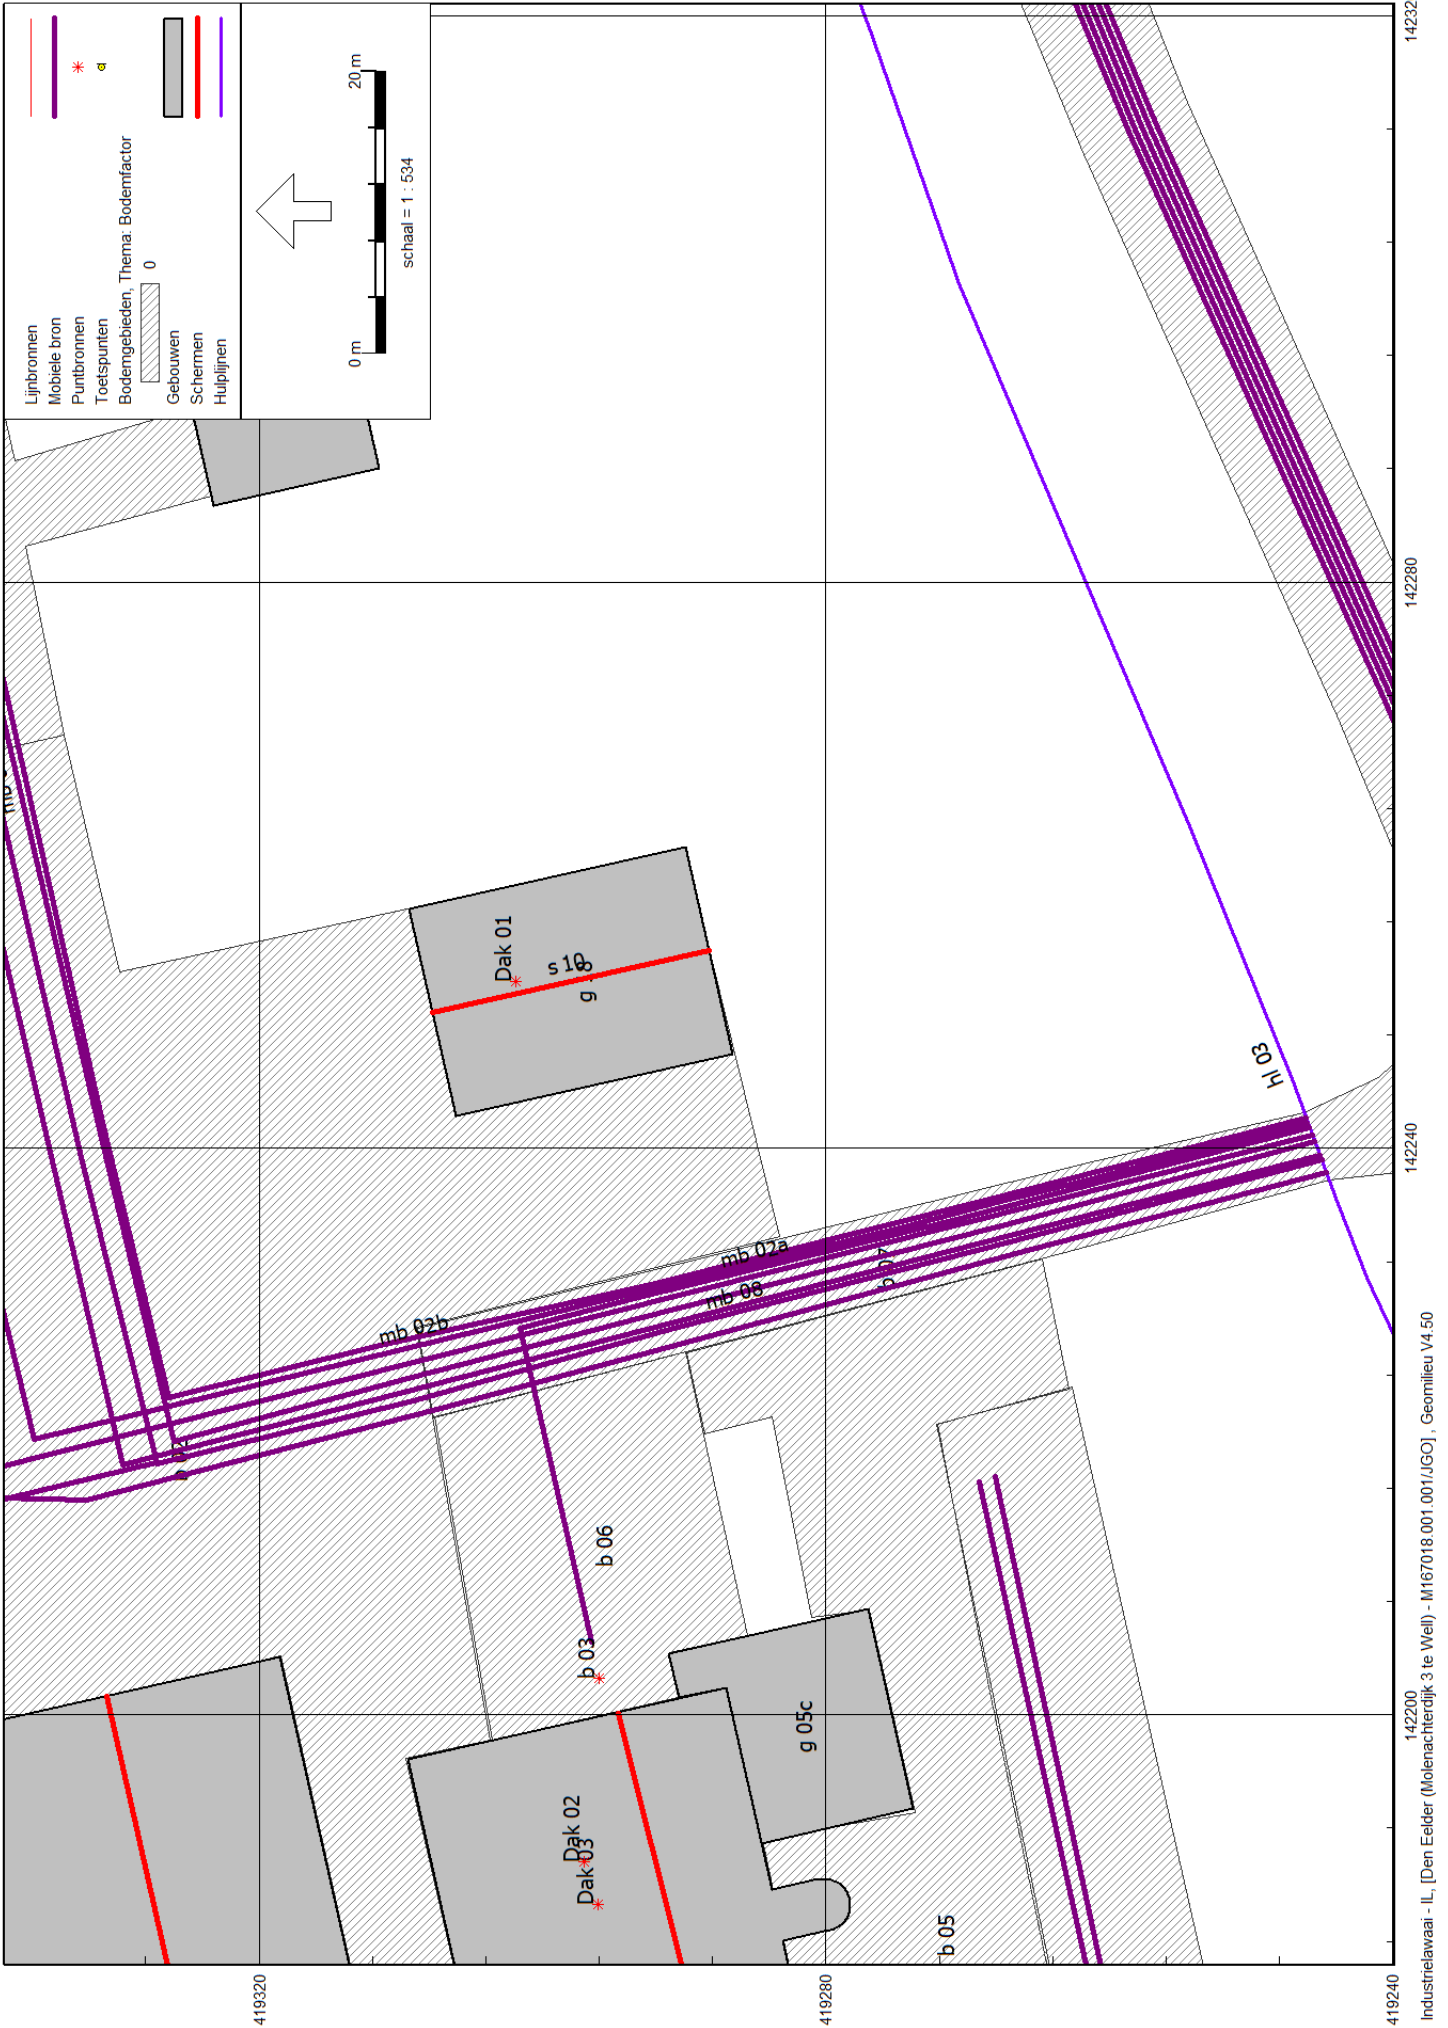 Lijnbronnen
Mobiele bron
Puntbronnen
Toetspunten
Bodemgebieden, Thema: Bodemfactor
0
Gebouwen
Schermen
Hulplijnen
0 m
20 m
schaal = 1 : 534
Dak 01
s 10
hl 03
mb 02a
mb 08
mb 02b
b 06
b 03
g 05c
Dak 02
Dak 03
b 05
419320
419280
419240
142200
142240
142280
14232
Industrielawaai - IL, [Den Eelder (Molenachterdijk 3 te Well) - M167018.001.001/JGO] , Geomilieu V4.50